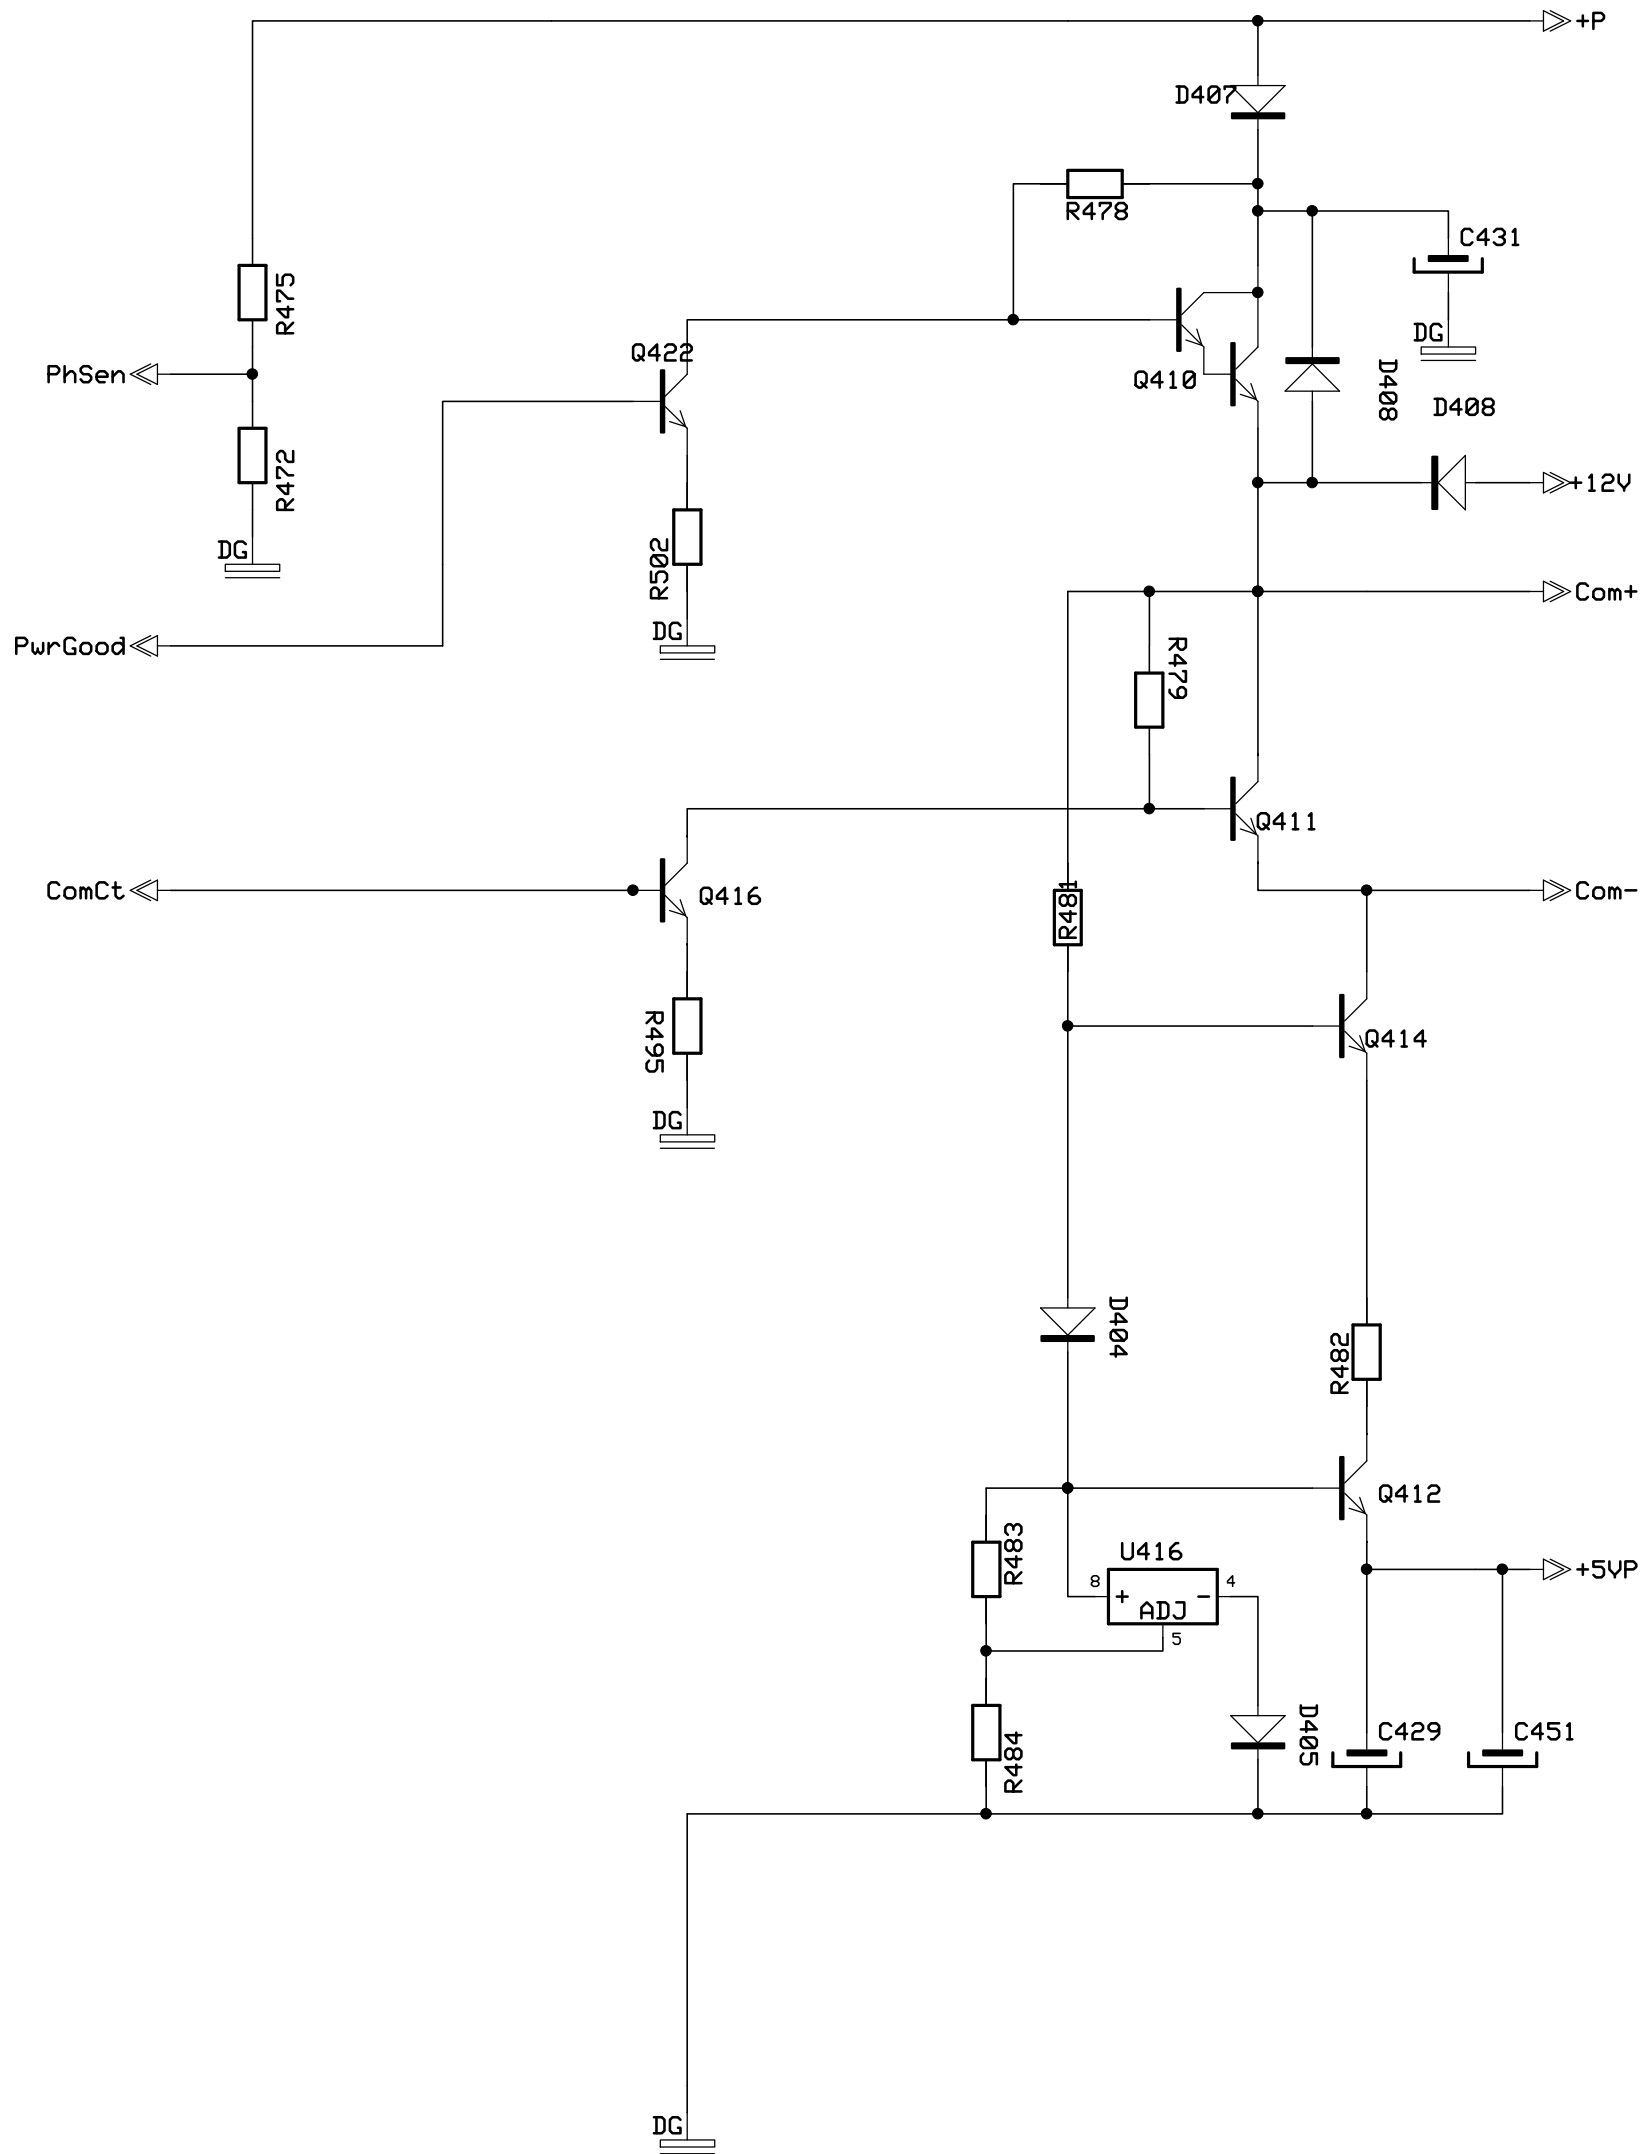 +P
D407
R478
C431
R475
DG
Q422
PhSen
Q410
D408
D408
R472
+12V
DG
R502
Com+
DG
PwrGood
R479
Q411
R481
ComCt
Q416
Com-
R495
Q414
DG
D404
R482
Q412
R483
U416
8
+
-
4
+5VP
ADJ
5
R484
D405
C429
C451
DG